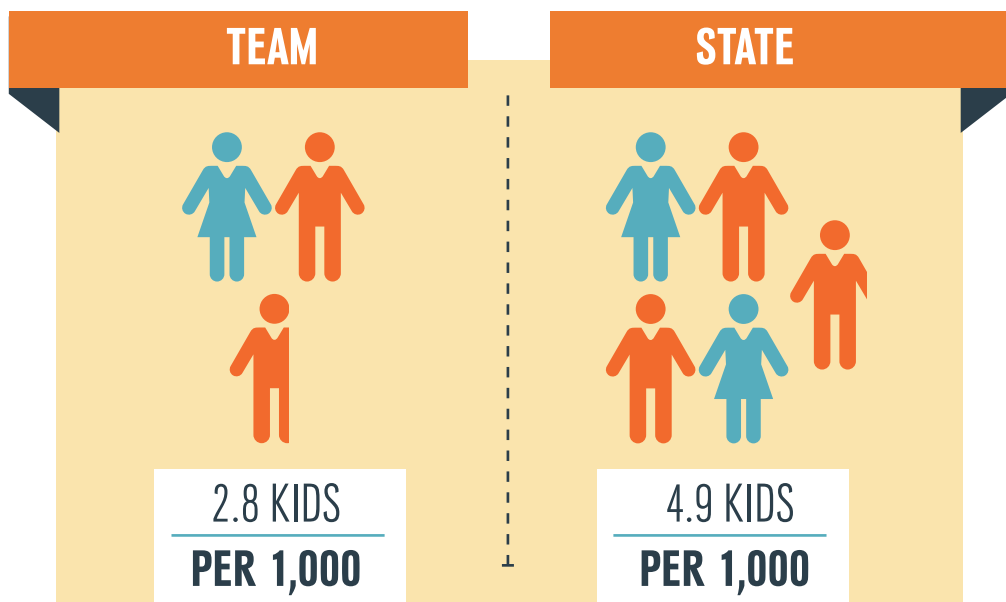 TEAM
STATE
2.8 KIDS
PER 1,000
4.9 KIDS
PER 1,000